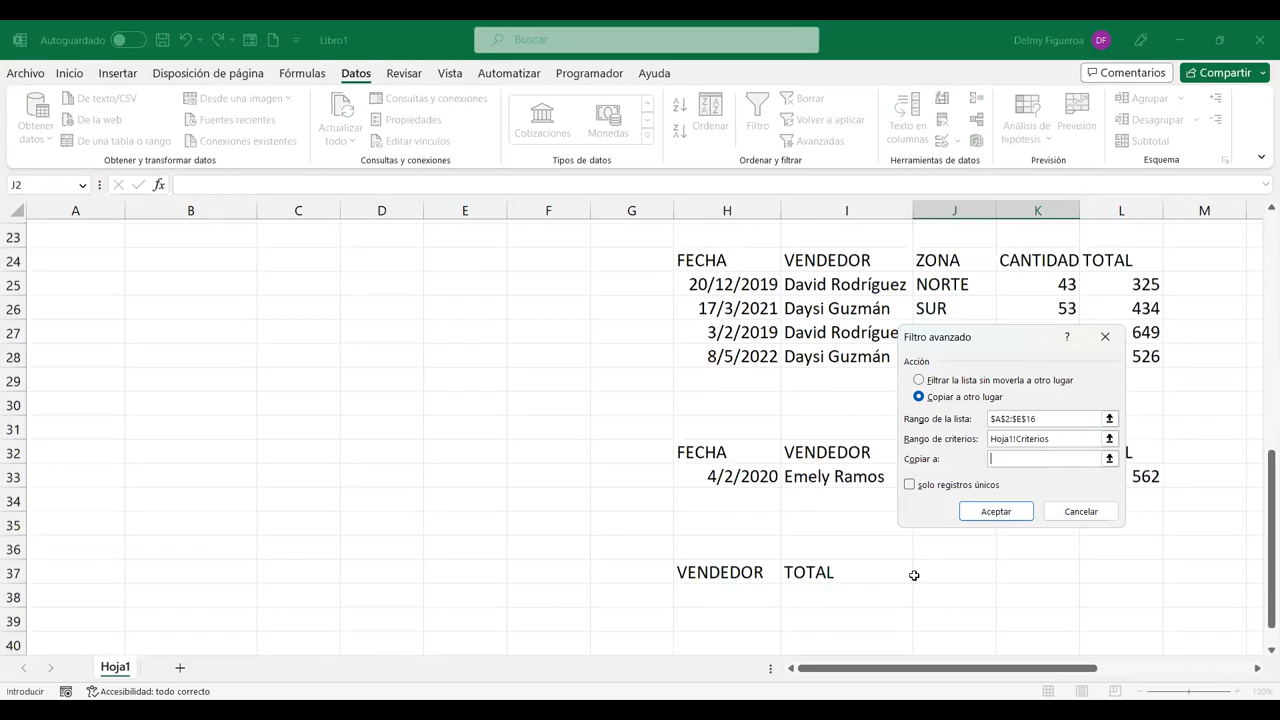 Autoguardado
Libro1
Buscar
Delmy Figueroa
DF
Archivo Inicio Insertar Disposición de página Fórmulas Datos Revisar Vista Automatizar Programador Ayuda
Comentarios
Compartir
Obtener datos
De texto/CSV
De la web
De una tabla o rango
Desde una imagen
Fuentes recientes
Conexiones existentes
Obtener y transformar datos
Actualizar todo
Consultas y conexiones
Propiedades
Editar vínculos
Consultas y conexiones
Cotizaciones
Monedas
Tipos de datos
Ordenar
Filtro
Borrar
Volver a aplicar
Avanzadas
Ordenar y filtrar
Texto en columnas
Herramientas de datos
Análisis de hipótesis
Previsión
Previsión
Agrupar
Desagrupar
Subtotal
Esquema
J2
fx
A B C D E F G H I J K L M
23
24 FECHA VENDEDOR ZONA CANTIDAD TOTAL
25 20/12/2019 David Rodríguez NORTE 43 325
26 17/3/2021 Daysi Guzmán SUR 53 434
27 3/2/2019 David Rodrígue 649
28 8/5/2022 Daysi Guzmán 526
29
30
31
32 FECHA VENDEDOR L
33 4/2/2020 Emely Ramos 562
34
35
36
37 VENDEDOR TOTAL
38
39
40
Filtro avanzado
?
Acción
Filtrar la lista sin moverla a otro lugar
Copiar a otro lugar
Rango de la lista: $A$2:$E$16
Rango de criterios: Hoja1!Criterios
Copiar a:
Sólo registros únicos
Aceptar
Cancelar
Hoja1
Introducir
Accesibilidad: todo correcto
120%